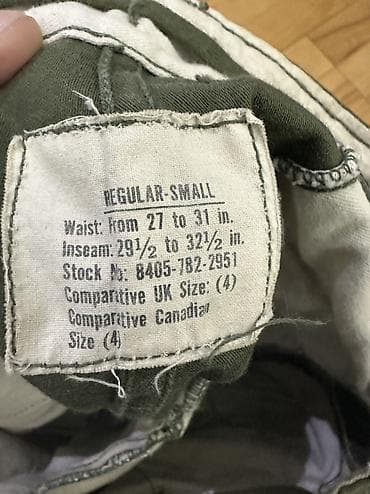 REGULAR-SMALL
Waist: From 27 to 31 in.
Inseam: 29½ to 32½ in.
Stock No: 8405-782-2951
Comparitive UK Size: (4)
Comparitive Canadian
Size (4)